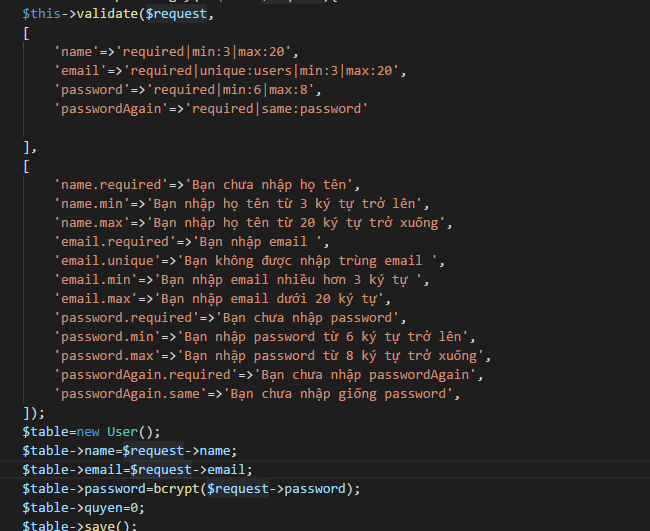 $this->validate($request,
[
'name'=>'required|min:3|max:20',
'email'=>'required|unique:users|min:3|max:20',
'password'=>'required|min:6|max:8',
'passwordAgain'=>'required|same:password'
],
[
'name.required'=>'Bạn chưa nhập họ tên',
'name.min'=>'Bạn nhập họ tên từ 3 ký tự trở lên',
'name.max'=>'Bạn nhập họ tên từ 20 ký tự trở xuống',
'email.required'=>'Bạn nhập email ',
'email.unique'=>'Bạn không được nhập trùng email ',
'email.min'=>'Bạn nhập email nhiều hơn 3 ký tự ',
'email.max'=>'Bạn nhập email dưới 20 ký tự',
'password.required'=>'Bạn chưa nhập password',
'password.min'=>'Bạn nhập password từ 6 ký tự trở lên',
'password.max'=>'Bạn nhập password từ 8 ký tự trở xuống',
'passwordAgain.required'=>'Bạn chưa nhập passwordAgain',
'passwordAgain.same'=>'Bạn chưa nhập giống password',
]);
$table=new User();
$table->name=$request->name;
$table->email=$request->email;
$table->password=bcrypt($request->password);
$table->quyen=0;
$table->save();